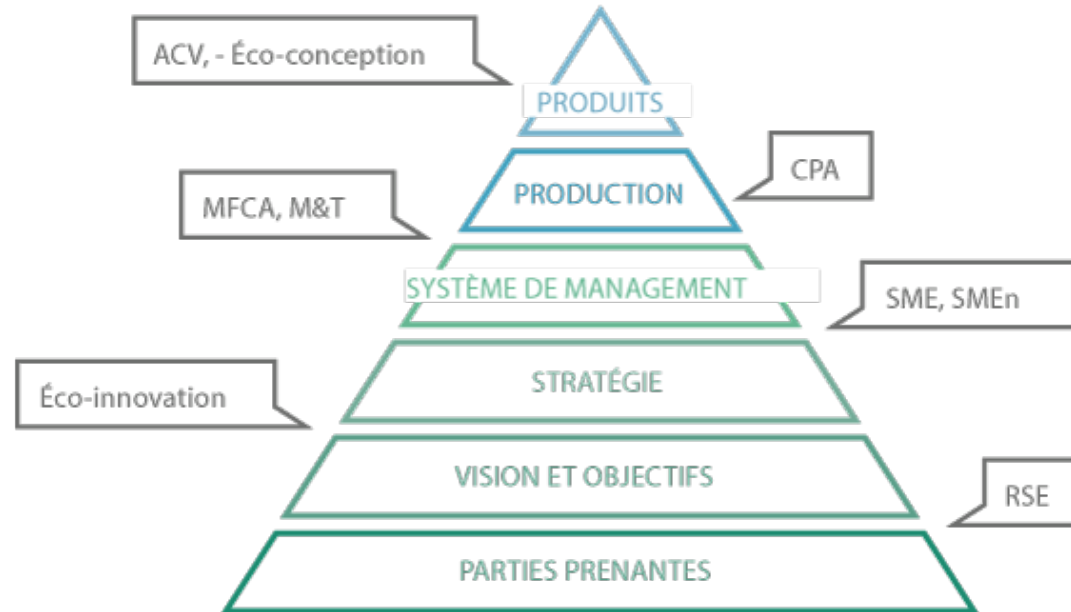 ACV, - Éco-conception
PRODUITS
CPA
PRODUCTION
MFCA, M&T
SYSTÈME DE MANAGEMENT
SME, SMEn
STRATÉGIE
Éco-innovation
VISION ET OBJECTIFS
RSE
PARTIES PRENANTES